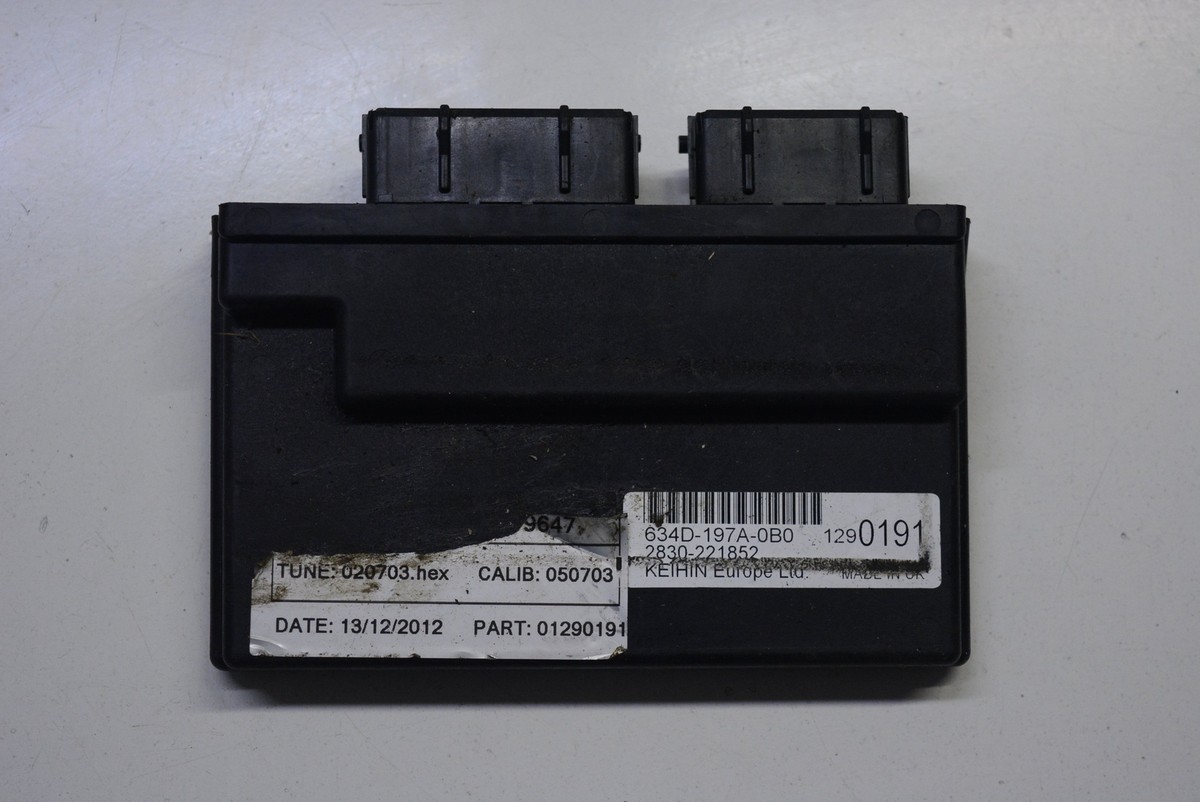 9647
TUNE: 020703.hex CALIB: 050703
DATE: 13/12/2012 PART: 01290191
634D-197A-0B0 1290191
2830-221852
KEIHIN Europe Ltd. MADE IN UK